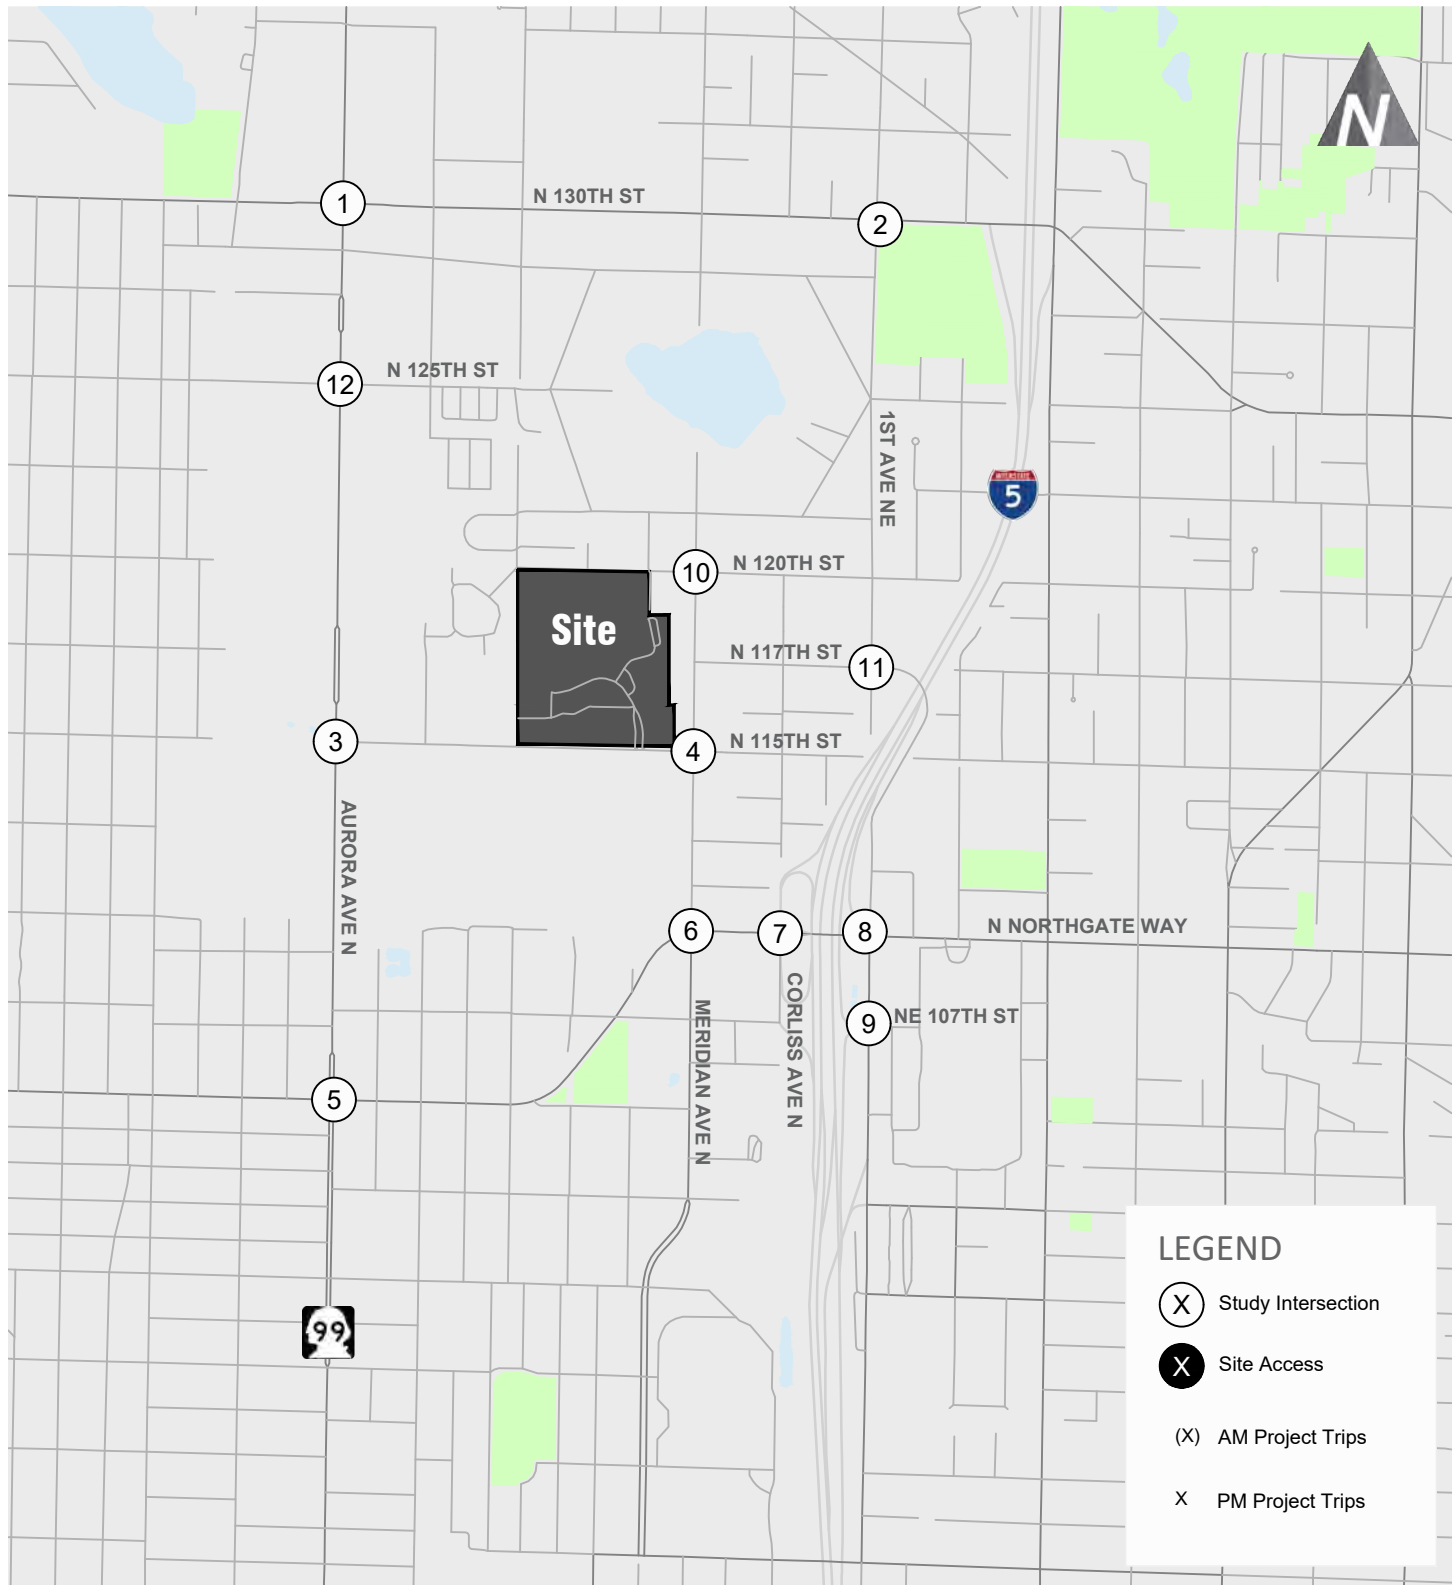 N
1
N 130TH ST
2
12
N 125TH ST
1ST AVE NE
INTERSTATE
5
10
N 120TH ST
Site
N 117TH ST
11
3
4
N 115TH ST
AURORA AVE N
6
7
8
N NORTHGATE WAY
MERIDIAN AVE N
CORLISS AVE N
9
NE 107TH ST
5
99
LEGEND
X Study Intersection
X Site Access
(X) AM Project Trips
X PM Project Trips